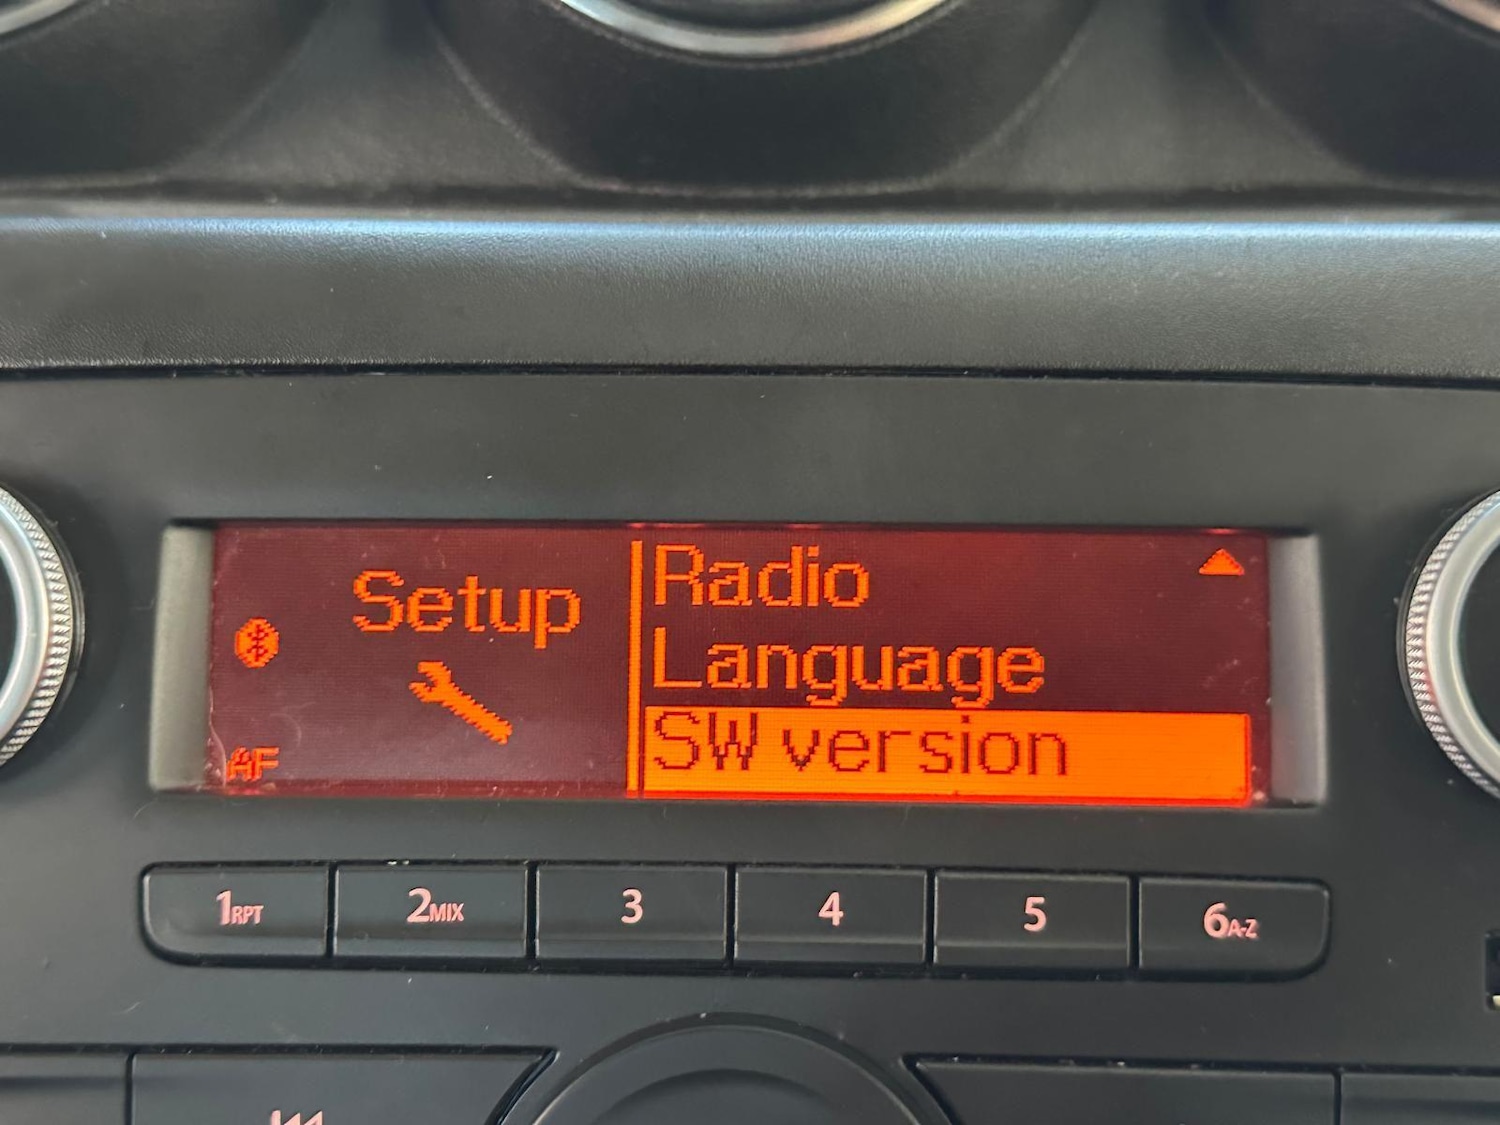 Setup
AF
Radio
Language
SW version
1RPT 2MIX 3 4 5 6A-Z